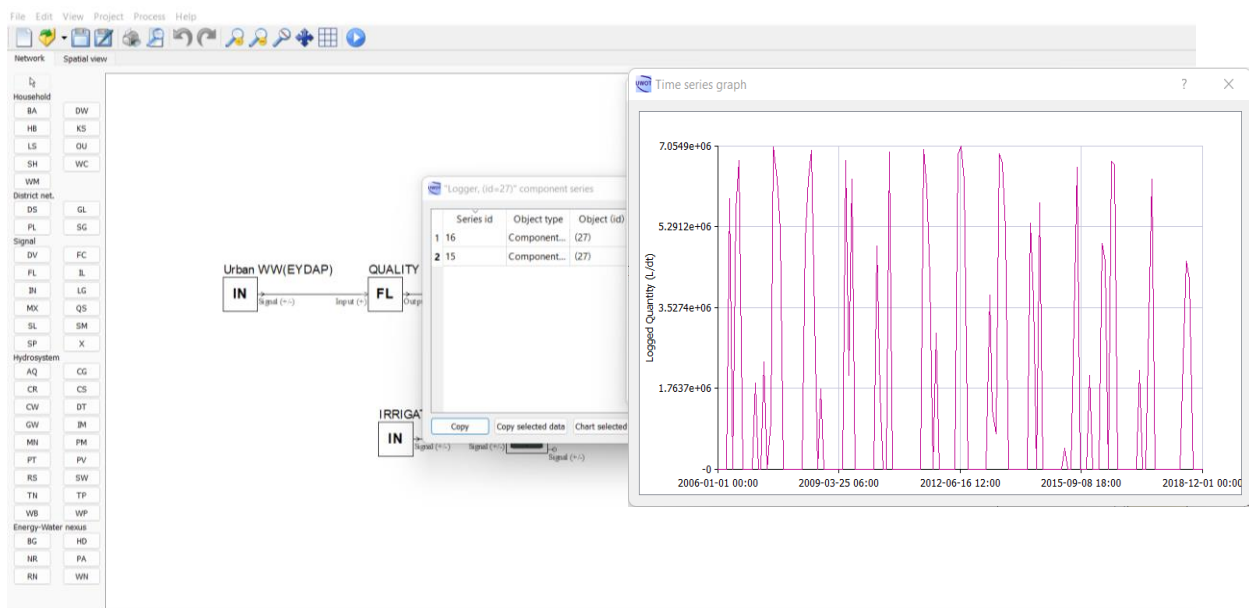 File Edit View Project Process Help
Network Spatial view
Household
BA DW
HB KS
LS OU
SH WC
WM
District net.
DS GL
PL SG
Signal
DV FC
FL IL
IN LG
MX QS
SL SM
SP X
Hydrosystem
AQ CG
CR CS
CW DT
GW IM
MN PM
PT PV
RS SW
TN TP
WB WP
Energy-Water nexus
BG HD
NR PA
RN WN
Urban WW(EYDAP)
IN
Signal (+/-)
QUALITY
Input (+)
FL
Outp
IRRIGA
IN
Signal (+/-)
Signal (+/-)
Signal (+/-)
UWOT "Logger, (id=27)" component series
Series id Object type Object (id)
1 16 Component... (27)
2 15 Component... (27)
Copy Copy selected data Chart selected
UWOT Time series graph ?
Logged Quantity (L/dt)
7.0549e+06
5.2912e+06
3.5274e+06
1.7637e+06
-0
2006-01-01 00:00 2009-03-25 06:00 2012-06-16 12:00 2015-09-08 18:00 2018-12-01 00:00